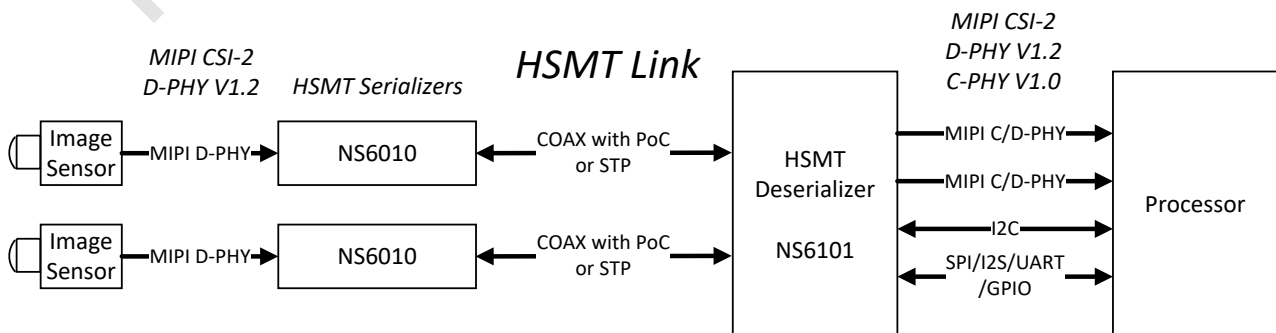 MIPI CSI-2
D-PHY V1.2
HSMT Serializers
HSMT Link
MIPI CSI-2
D-PHY V1.2
C-PHY V1.0
Image
Sensor
MIPI D-PHY
NS6010
COAX with PoC
or STP
Image
Sensor
MIPI D-PHY
NS6010
COAX with PoC
or STP
HSMT
Deserializer
NS6101
MIPI C/D-PHY
MIPI C/D-PHY
I2C
SPI/I2S/UART
/GPIO
Processor